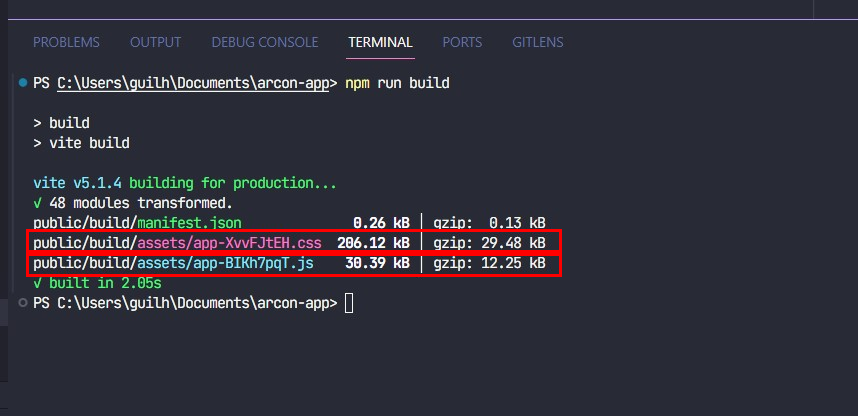 PROBLEMS OUTPUT DEBUG CONSOLE TERMINAL PORTS GITLENS
PS C:\Users\guilh\Documents\arcon-app> npm run build
> build
> vite build
vite v5.1.4 building for production...
√ 48 modules transformed.
public/build/manifest.json 0.26 kB │ gzip: 0.13 kB
public/build/assets/app-XvvFJtEH.css 206.12 kB │ gzip: 29.48 kB
public/build/assets/app-BIKh7pqT.js 30.39 kB │ gzip: 12.25 kB
√ built in 2.05s
PS C:\Users\guilh\Documents\arcon-app>